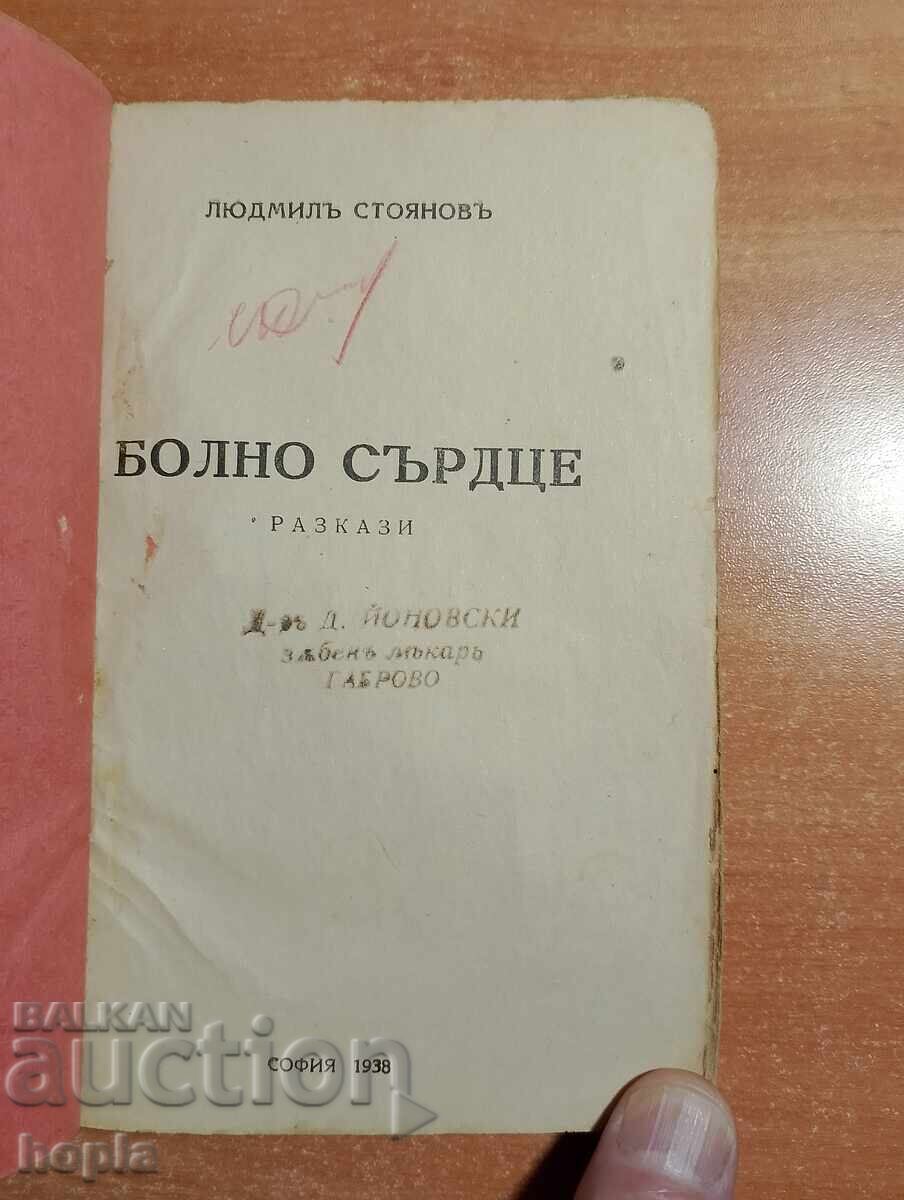 ЛЮДМИЛЪ СТОЯНОВЪ
БОЛНО СЪРДЦЕ
РАЗКАЗИ
Д-ръ Д. ЙОНОВСКИ
зѫбенъ лѣкарь
ГАБРОВО
СОФИЯ 1938
BALKAN
auction
hopla